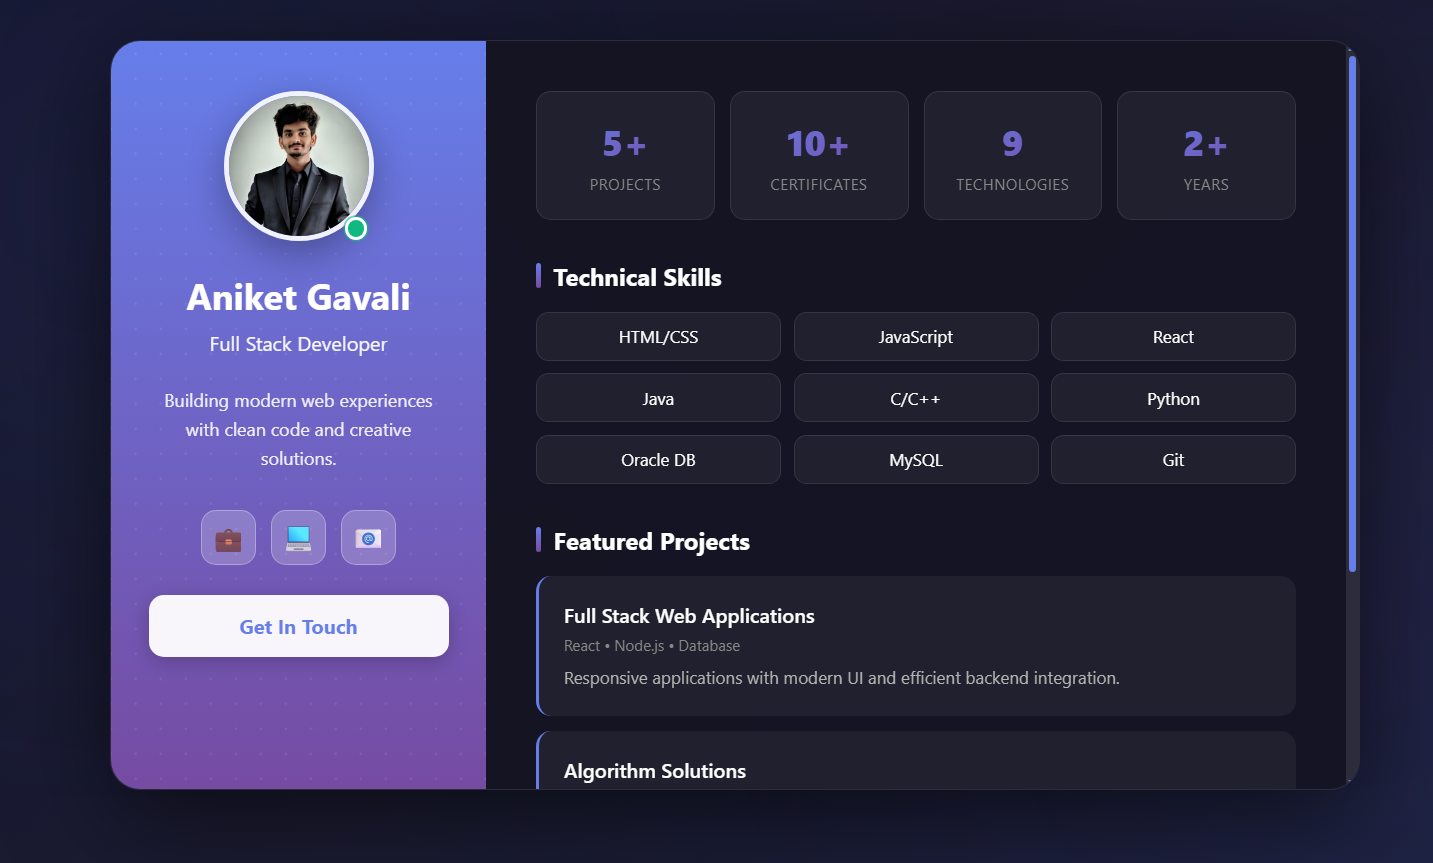 Aniket Gavali
Full Stack Developer
Building modern web experiences
with clean code and creative
solutions.
@
Get In Touch
5+
PROJECTS
10+
CERTIFICATES
9
TECHNOLOGIES
2+
YEARS
Technical Skills
HTML/CSS
JavaScript
React
Java
C/C++
Python
Oracle DB
MySQL
Git
Featured Projects
Full Stack Web Applications
React • Node.js • Database
Responsive applications with modern UI and efficient backend integration.
Algorithm Solutions